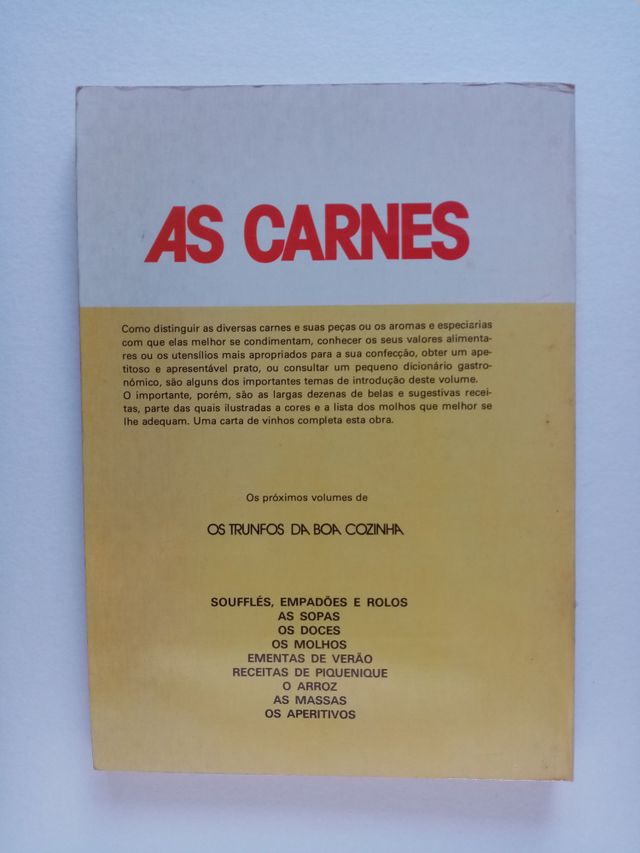 AS CARNES
Como distinguir as diversas carnes e suas peças ou os aromas e especiarias
com que elas melhor se condimentam, conhecer os seus valores alimenta-
res ou os utensílios mais apropriados para a sua confecção, obter um ape-
titoso e apresentável prato, ou consultar um pequeno dicionário gastro-
nómico, são alguns dos importantes temas de introdução deste volume.
O importante, porém, são as largas dezenas de belas e sugestivas recei-
tas, parte das quais ilustradas a cores e a lista dos molhos que melhor se
lhe adequam. Uma carta de vinhos completa esta obra.
Os próximos volumes de
OS TRUNFOS DA BOA COZINHA
SOUFFLÉS, EMPADÕES E ROLOS
AS SOPAS
OS DOCES
OS MOLHOS
EMENTAS DE VERÃO
RECEITAS DE PIQUENIQUE
O ARROZ
AS MASSAS
OS APERITIVOS